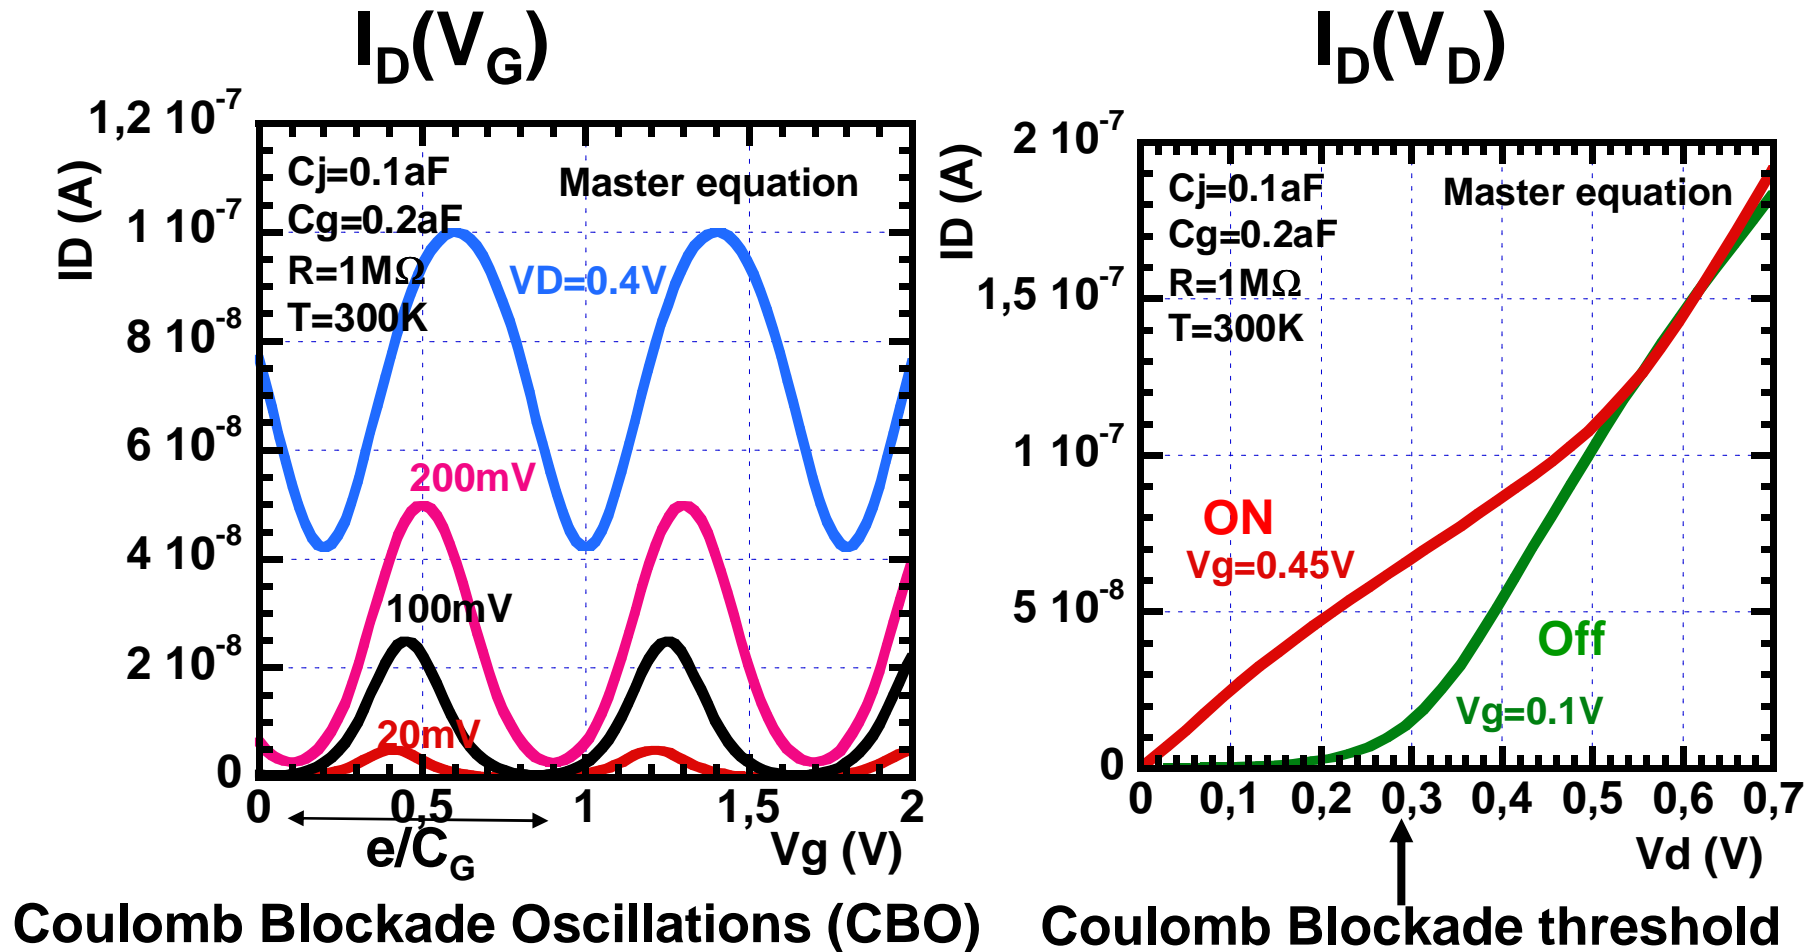 I_D(V_G)
ID (A)
1,2 10^-7
1 10^-7
8 10^-8
6 10^-8
4 10^-8
2 10^-8
0
Cj=0.1aF
Cg=0.2aF
R=1MΩ
T=300K
Master equation
VD=0.4V
200mV
100mV
20mV
0 0,5 1 1,5 2
e/C_G
Vg (V)
Coulomb Blockade Oscillations (CBO)
I_D(V_D)
ID (A)
2 10^-7
1,5 10^-7
1 10^-7
5 10^-8
0
Cj=0.1aF
Cg=0.2aF
R=1MΩ
T=300K
Master equation
ON
Vg=0.45V
Off
Vg=0.1V
0 0,1 0,2 0,3 0,4 0,5 0,6 0,7
Vd (V)
Coulomb Blockade threshold